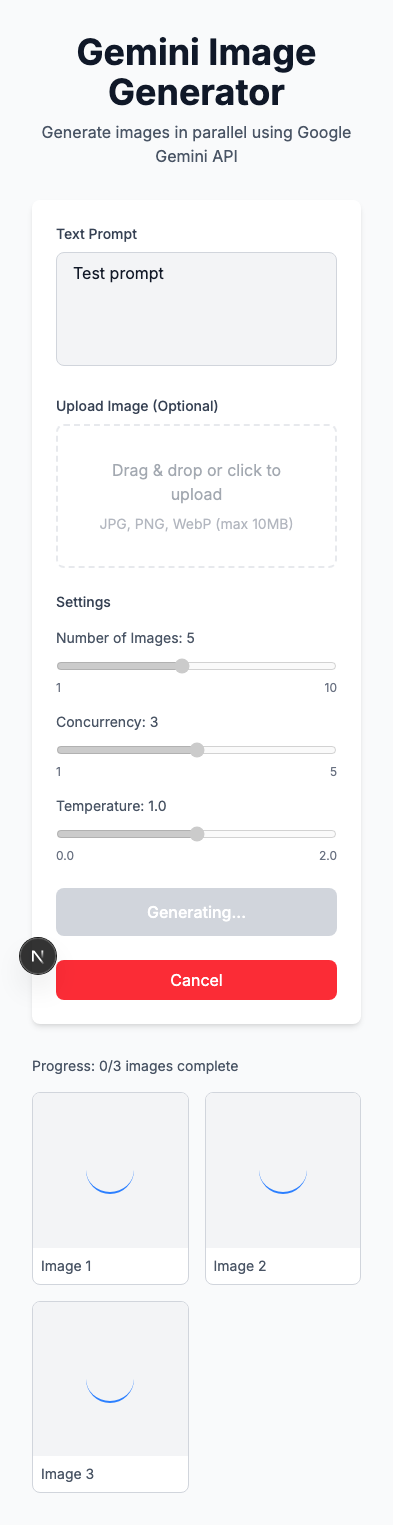 Gemini Image
Generator
Generate images in parallel using Google
Gemini API
Text Prompt
Test prompt
Upload Image (Optional)
Drag & drop or click to
upload
JPG, PNG, WebP (max 10MB)
Settings
Number of Images: 5
1 10
Concurrency: 3
1 5
Temperature: 1.0
0.0 2.0
Generating...
N
Cancel
Progress: 0/3 images complete
Image 1 Image 2
Image 3